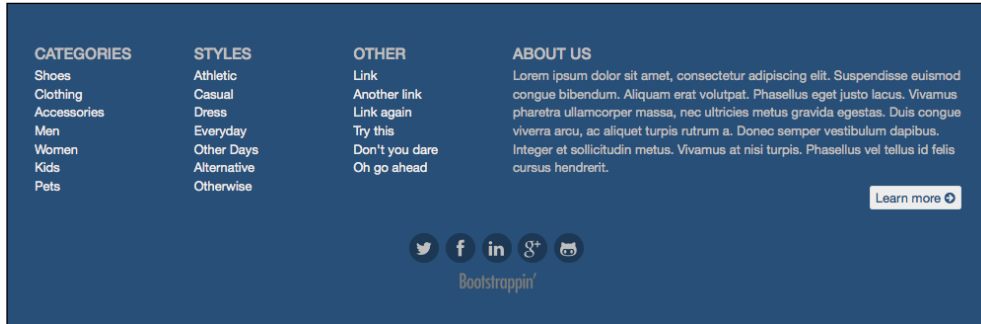 CATEGORIES
Shoes
Clothing
Accessories
Men
Women
Kids
Pets
STYLES
Athletic
Casual
Dress
Everyday
Other Days
Alternative
Otherwise
OTHER
Link
Another link
Link again
Try this
Don't you dare
Oh go ahead
ABOUT US
Lorem ipsum dolor sit amet, consectetur adipiscing elit. Suspendisse euismod
congue bibendum. Aliquam erat volutpat. Phasellus eget justo lacus. Vivamus
pharetra ullamcorper massa, nec ultricies metus gravida egestas. Duis congue
viverra arcu, ac aliquet turpis rutrum a. Donec semper vestibulum dapibus.
Integer et sollicitudin metus. Vivamus at nisi turpis. Phasellus vel tellus id felis
cursus hendrerit.
Learn more
f in g+
Bootstrappin'